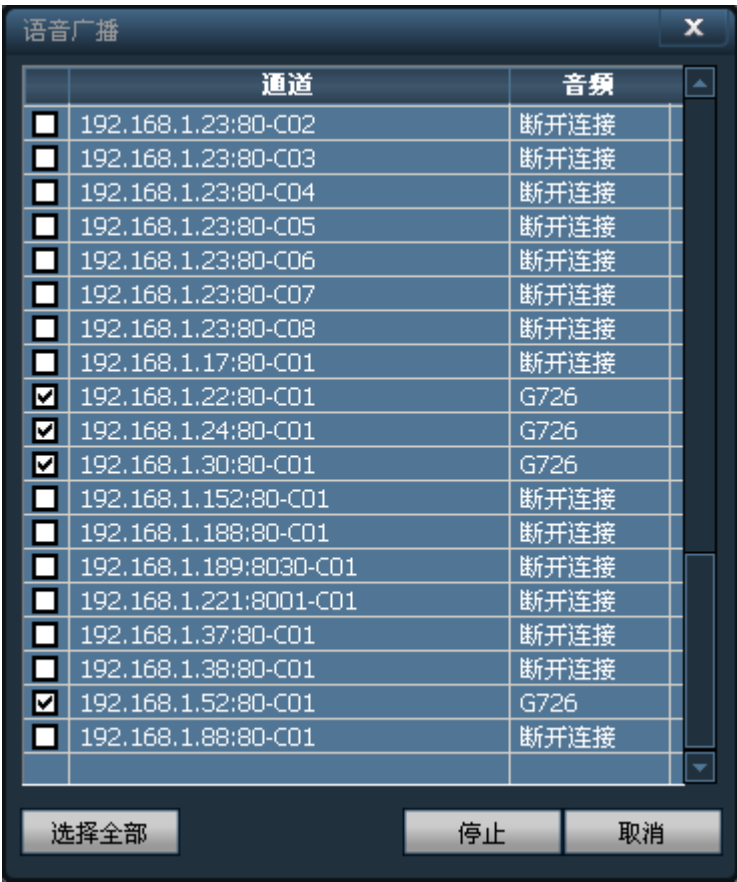 语音广播
通道 音频
192.168.1.23:80-C02 断开连接
192.168.1.23:80-C03 断开连接
192.168.1.23:80-C04 断开连接
192.168.1.23:80-C05 断开连接
192.168.1.23:80-C06 断开连接
192.168.1.23:80-C07 断开连接
192.168.1.23:80-C08 断开连接
192.168.1.17:80-C01 断开连接
192.168.1.22:80-C01 G726
192.168.1.24:80-C01 G726
192.168.1.30:80-C01 G726
192.168.1.152:80-C01 断开连接
192.168.1.188:80-C01 断开连接
192.168.1.189:8030-C01 断开连接
192.168.1.221:8001-C01 断开连接
192.168.1.37:80-C01 断开连接
192.168.1.38:80-C01 断开连接
192.168.1.52:80-C01 G726
192.168.1.88:80-C01 断开连接
选择全部 停止 取消